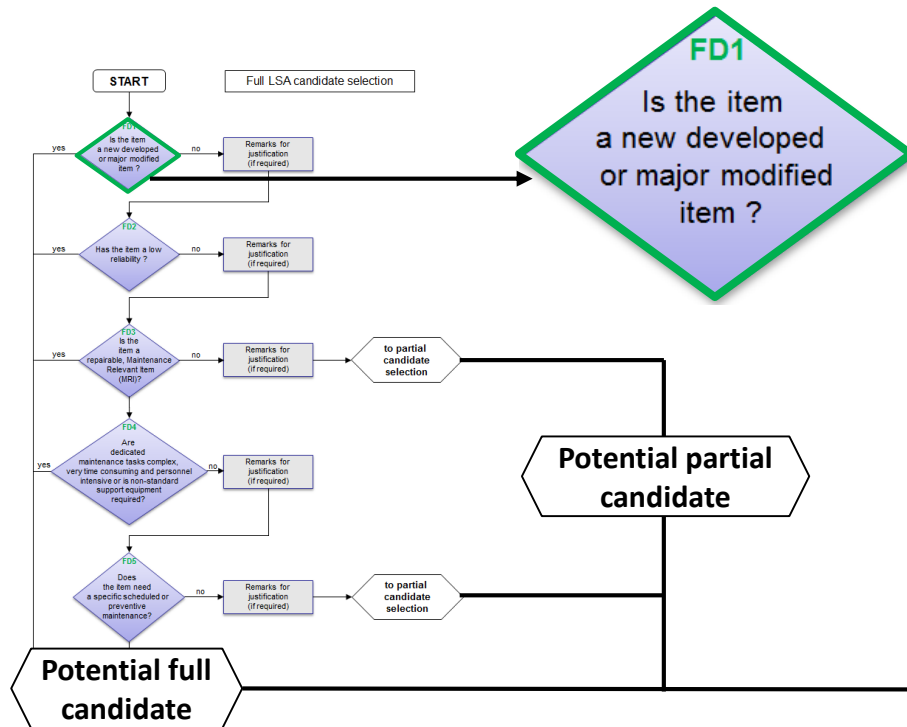 START
Full LSA candidate selection
FD1
Is the item
a new developed
or major modified
item ?
yes
no
Remarks for
justification
(if required)
FD1
Is the item
a new developed
or major modified
item ?
FD2
Has the item a low
reliability ?
yes
no
Remarks for
justification
(if required)
FD3
Is the
item a
repairable, Maintenance
Relevant Item
(MRI)?
yes
no
Remarks for
justification
(if required)
to partial
candidate
selection
FD4
Are
dedicated
maintenance tasks complex,
very time consuming and personnel
intensive or is non-standard
support equipment
required?
yes
no
Remarks for
justification
(if required)
Potential partial
candidate
FD5
Does
the item need
a specific scheduled or
preventive
maintenance?
no
Remarks for
justification
(if required)
to partial
candidate
selection
Potential full
candidate